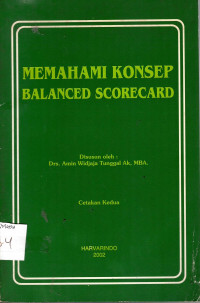 MEMAHAMI KONSEP
BALANCED SCORECARD
Disusun oleh :
Drs. Amin Widjaja Tunggal Ak, MBA.
Cetakan Kedua
HARVARINDO
2002